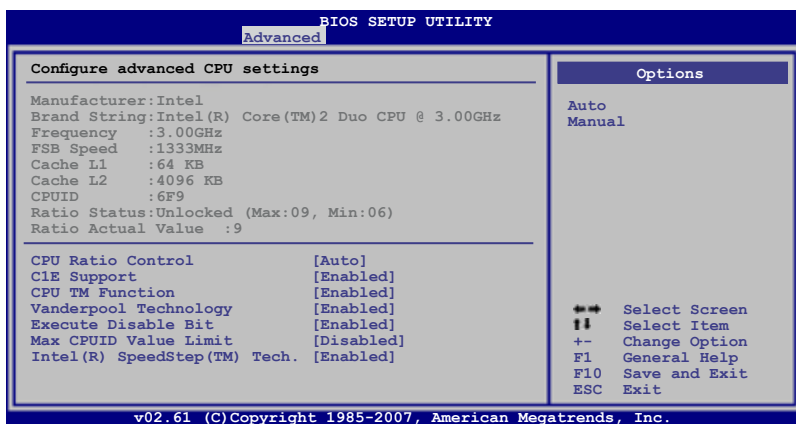 BIOS SETUP UTILITY
Advanced
Configure advanced CPU settings
Manufacturer:Intel
Brand String:Intel(R) Core(TM)2 Duo CPU @ 3.00GHz
Frequency :3.00GHz
FSB Speed :1333MHz
Cache L1 :64 KB
Cache L2 :4096 KB
CPUID :6F9
Ratio Status:Unlocked (Max:09, Min:06)
Ratio Actual Value :9
CPU Ratio Control [Auto]
C1E Support [Enabled]
CPU TM Function [Enabled]
Vanderpool Technology [Enabled]
Execute Disable Bit [Enabled]
Max CPUID Value Limit [Disabled]
Intel(R) SpeedStep(TM) Tech. [Enabled]
Options
Auto
Manual
←→ Select Screen
↑↓ Select Item
+- Change Option
F1 General Help
F10 Save and Exit
ESC Exit
v02.61 (C)Copyright 1985-2007, American Megatrends, Inc.